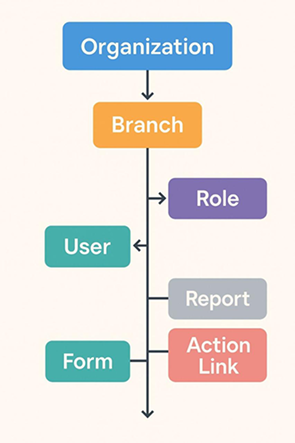 Organization
Branch
Role
User
Report
Action
Link
Form